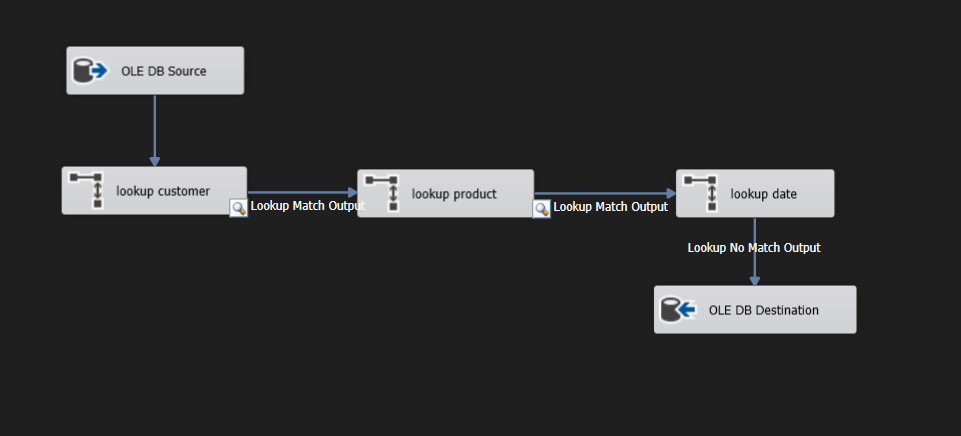 OLE DB Source
lookup customer
Lookup Match Output
lookup product
Lookup Match Output
lookup date
Lookup No Match Output
OLE DB Destination